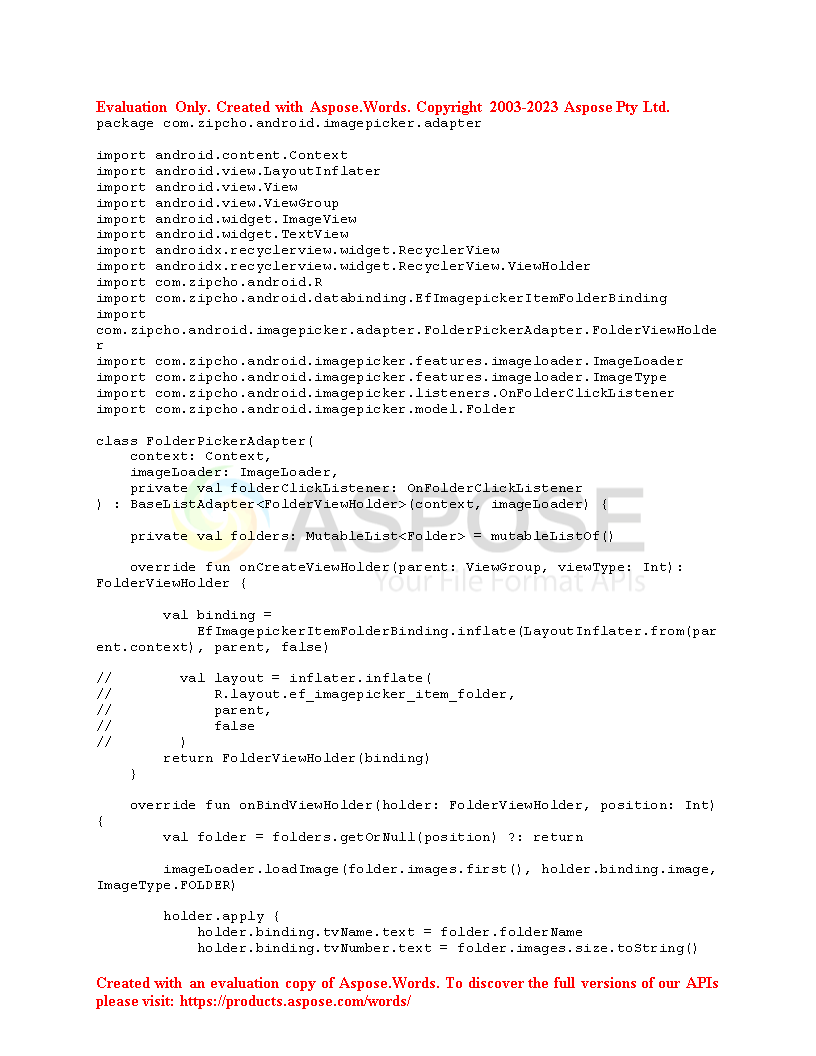 Evaluation Only. Created with Aspose.Words. Copyright 2003-2023 Aspose Pty Ltd.
package com.zipcho.android.imagepicker.adapter

import android.content.Context
import android.view.LayoutInflater
import android.view.View
import android.view.ViewGroup
import android.widget.ImageView
import android.widget.TextView
import androidx.recyclerview.widget.RecyclerView
import androidx.recyclerview.widget.RecyclerView.ViewHolder
import com.zipcho.android.R
import com.zipcho.android.databinding.EfImagepickerItemFolderBinding
import
com.zipcho.android.imagepicker.adapter.FolderPickerAdapter.FolderViewHolde
r
import com.zipcho.android.imagepicker.features.imageloader.ImageLoader
import com.zipcho.android.imagepicker.features.imageloader.ImageType
import com.zipcho.android.imagepicker.listeners.OnFolderClickListener
import com.zipcho.android.imagepicker.model.Folder

class FolderPickerAdapter(
    context: Context,
    imageLoader: ImageLoader,
    private val folderClickListener: OnFolderClickListener
) : BaseListAdapter<FolderViewHolder>(context, imageLoader) {
ASPOSE
    private val folders: MutableList<Folder> = mutableListOf()

    override fun onCreateViewHolder(parent: ViewGroup, viewType: Int):
FolderViewHolder {
Your File Format APIs

        val binding =
            EfImagepickerItemFolderBinding.inflate(LayoutInflater.from(par
ent.context), parent, false)

//        val layout = inflater.inflate(
//            R.layout.ef_imagepicker_item_folder,
//            parent,
//            false
//        )
        return FolderViewHolder(binding)
    }

    override fun onBindViewHolder(holder: FolderViewHolder, position: Int)
{
        val folder = folders.getOrNull(position) ?: return

        imageLoader.loadImage(folder.images.first(), holder.binding.image,
ImageType.FOLDER)

        holder.apply {
            holder.binding.tvName.text = folder.folderName
            holder.binding.tvNumber.text = folder.images.size.toString()

Created with an evaluation copy of Aspose.Words. To discover the full versions of our APIs
please visit: https://products.aspose.com/words/